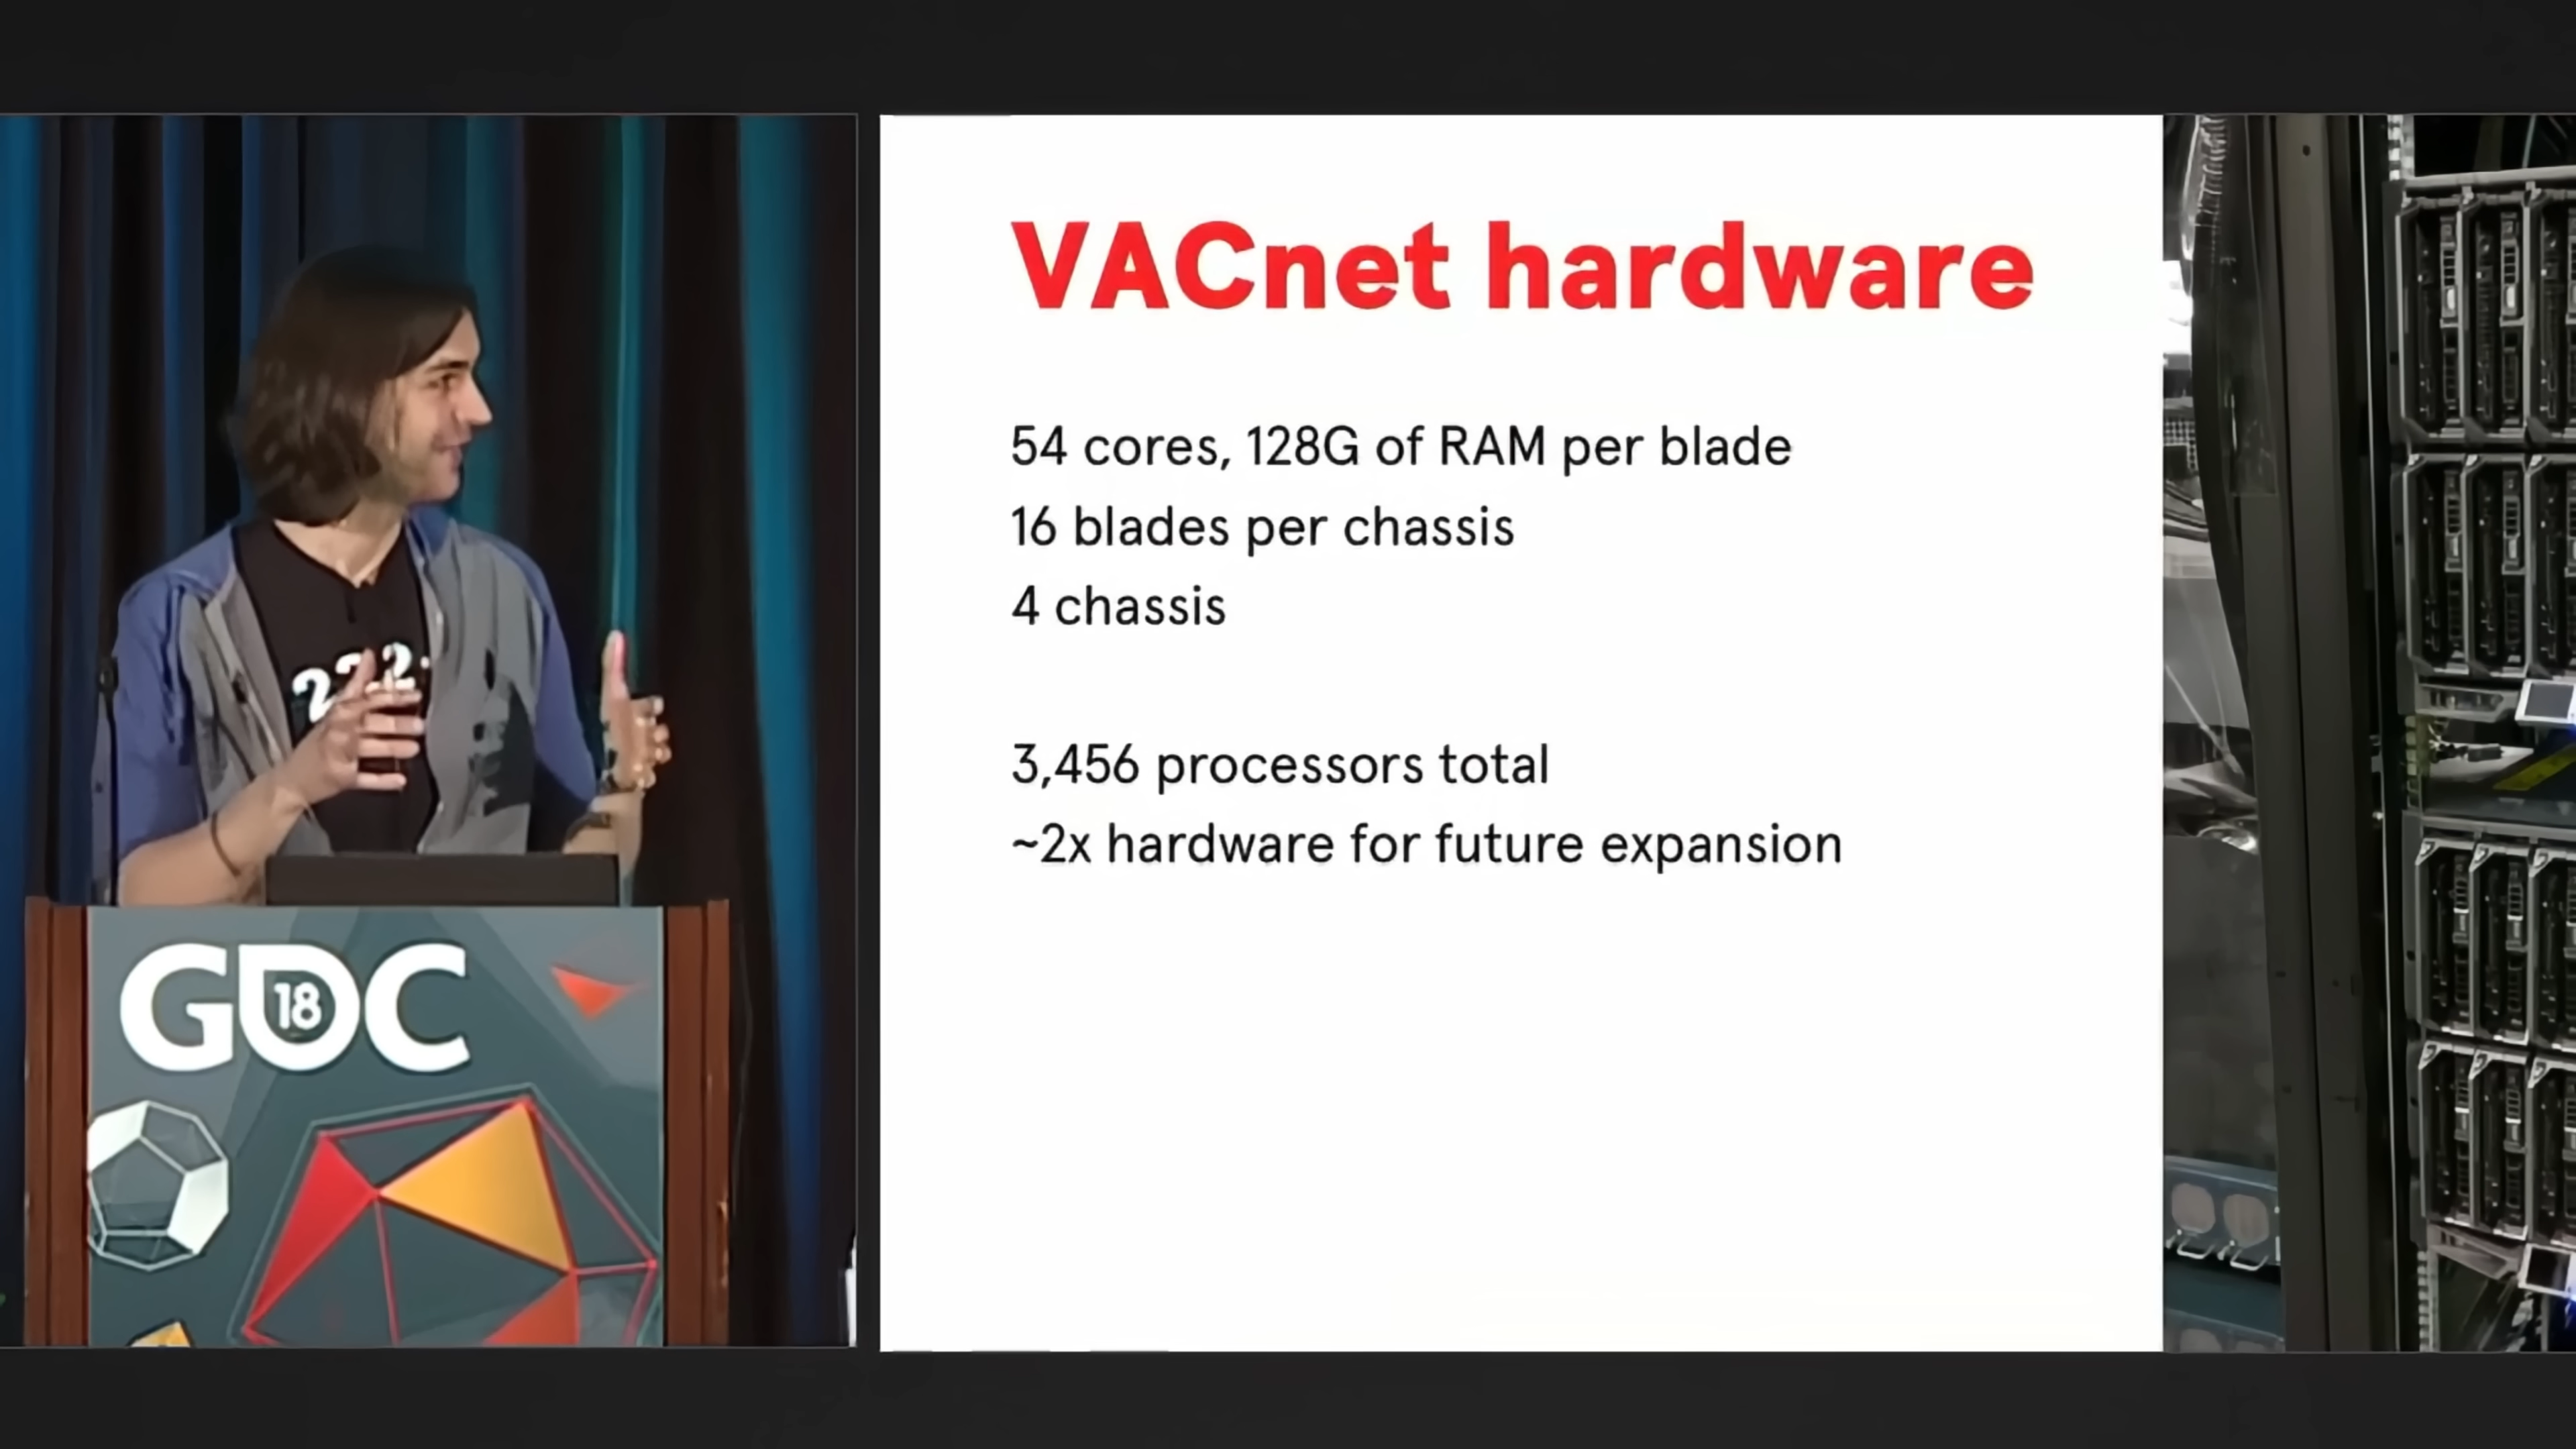 VACnet hardware
54 cores, 128G of RAM per blade
16 blades per chassis
4 chassis
3,456 processors total
~2x hardware for future expansion
GDC
18